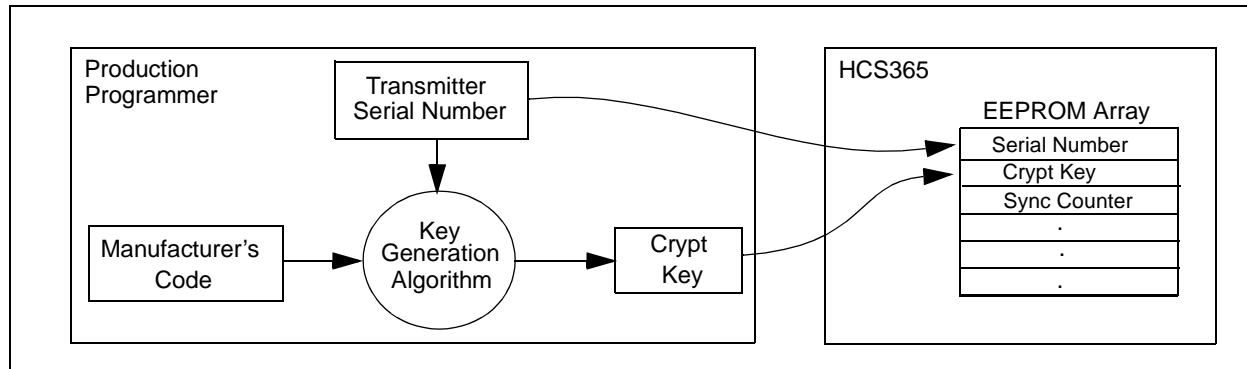 Production
Programmer
Transmitter
Serial Number
Manufacturer's
Code
Key
Generation
Algorithm
Crypt
Key
HCS365
EEPROM Array
Serial Number
Crypt Key
Sync Counter
.
.
.